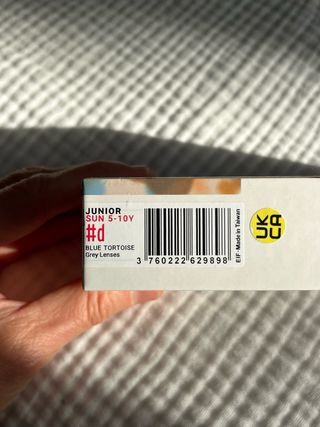 JUNIOR
SUN 5-10Y
#d
BLUE TORTOISE
Grey Lenses
3 760222 629898
EIF - Made in Taiwan
UK
CA